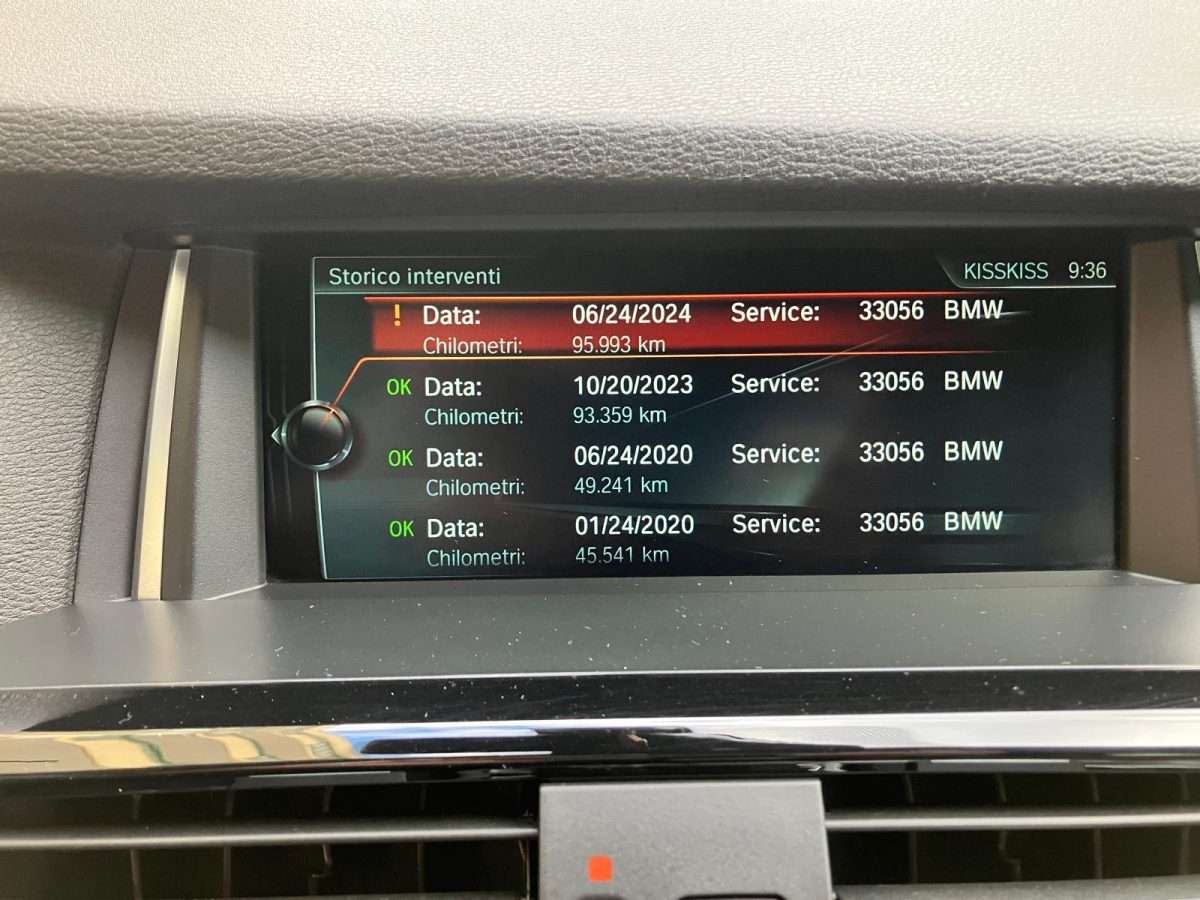 Storico interventi KISSKISS 9:36
! Data: 06/24/2024 Service: 33056 BMW
Chilometri: 95.993 km
OK Data: 10/20/2023 Service: 33056 BMW
Chilometri: 93.359 km
OK Data: 06/24/2020 Service: 33056 BMW
Chilometri: 49.241 km
OK Data: 01/24/2020 Service: 33056 BMW
Chilometri: 45.541 km